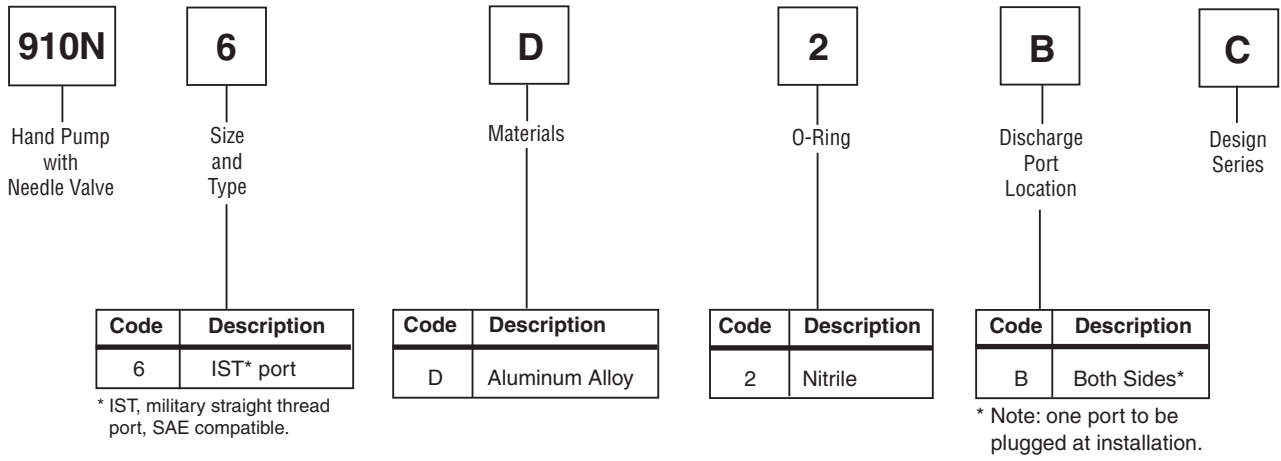 910N 6 D 2 B C
Hand Pump
with
Needle Valve
Size
and
Type
Materials
O-Ring
Discharge
Port
Location
Design
Series
Code Description
6 IST* port
* IST, military straight thread
port, SAE compatible.
Code Description
D Aluminum Alloy
Code Description
2 Nitrile
Code Description
B Both Sides*
* Note: one port to be
plugged at installation.